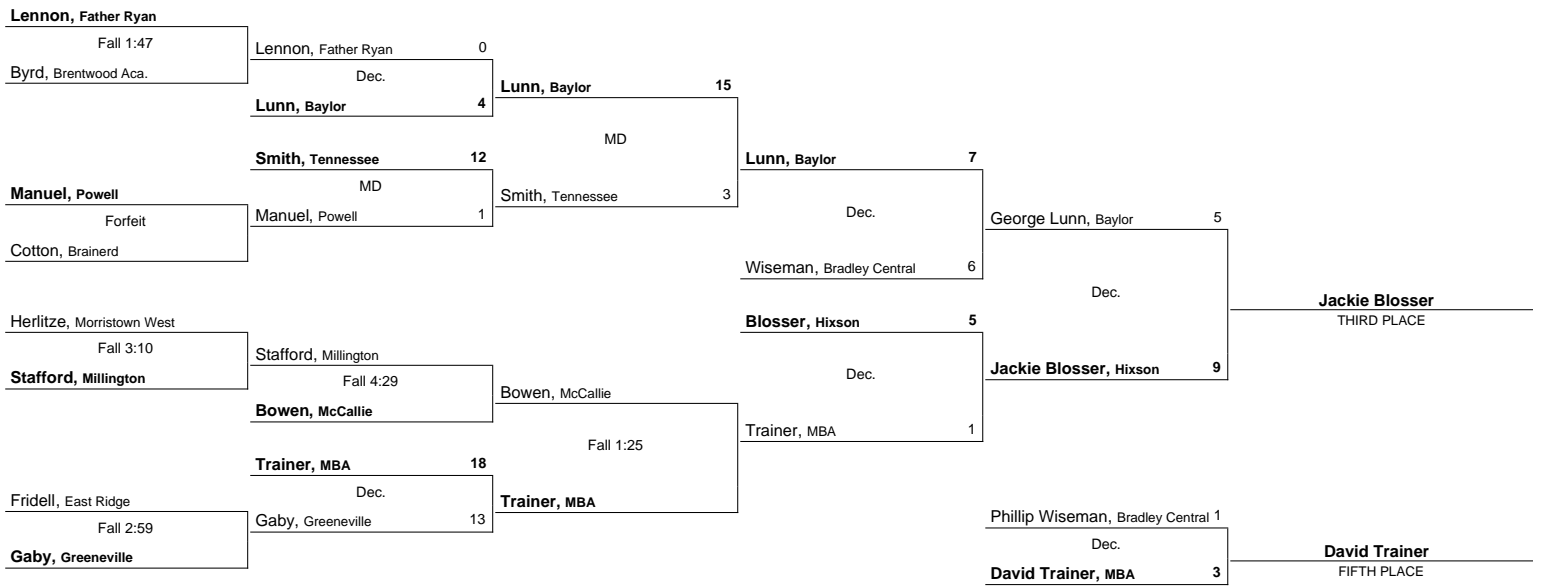 Lennon, Father Ryan
Fall 1:47
Byrd, Brentwood Aca.
Manuel, Powell
Forfeit
Cotton, Brainerd
Herlitze, Morristown West
Fall 3:10
Stafford, Millington
Fridell, East Ridge
Fall 2:59
Gaby, Greeneville
Lennon, Father Ryan 0
Dec.
Lunn, Baylor 4
Smith, Tennessee 12
MD
Manuel, Powell 1
Stafford, Millington
Fall 4:29
Bowen, McCallie
Trainer, MBA 18
Dec.
Gaby, Greeneville 13
Lunn, Baylor 15
MD
Smith, Tennessee 3
Bowen, McCallie
Fall 1:25
Trainer, MBA
Lunn, Baylor 7
Dec.
Wiseman, Bradley Central 6
Blosser, Hixson 5
Dec.
Trainer, MBA 1
George Lunn, Baylor 5
Dec.
Jackie Blosser, Hixson 9
Jackie Blosser
THIRD PLACE
Phillip Wiseman, Bradley Central 1
Dec.
David Trainer, MBA 3
David Trainer
FIFTH PLACE